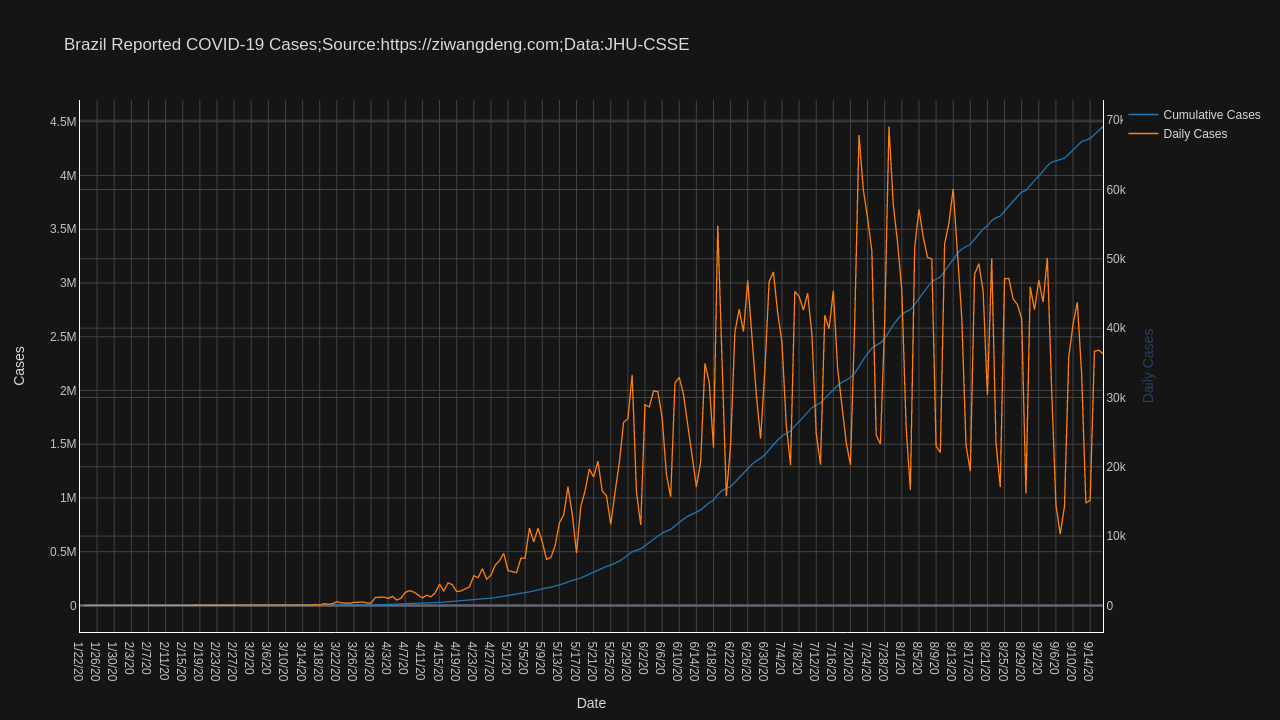 Brazil Reported COVID-19 Cases;Source:https://ziwangdeng.com;Data:JHU-CSSE
Cumulative Cases
Daily Cases
4.5M
4M
3.5M
3M
2.5M
2M
1.5M
1M
0.5M
0
Cases
70k
60k
50k
40k
30k
20k
10k
0
Daily Cases
1/22/20
1/26/20
1/30/20
2/3/20
2/7/20
2/11/20
2/15/20
2/19/20
2/23/20
2/27/20
3/2/20
3/6/20
3/10/20
3/14/20
3/18/20
3/22/20
3/26/20
3/30/20
4/3/20
4/7/20
4/11/20
4/15/20
4/19/20
4/23/20
4/27/20
5/1/20
5/5/20
5/9/20
5/13/20
5/17/20
5/21/20
5/25/20
5/29/20
6/2/20
6/6/20
6/10/20
6/14/20
6/18/20
6/22/20
6/26/20
6/30/20
7/4/20
7/8/20
7/12/20
7/16/20
7/20/20
7/24/20
7/28/20
8/1/20
8/5/20
8/9/20
8/13/20
8/17/20
8/21/20
8/25/20
8/29/20
9/2/20
9/6/20
9/10/20
9/14/20
Date